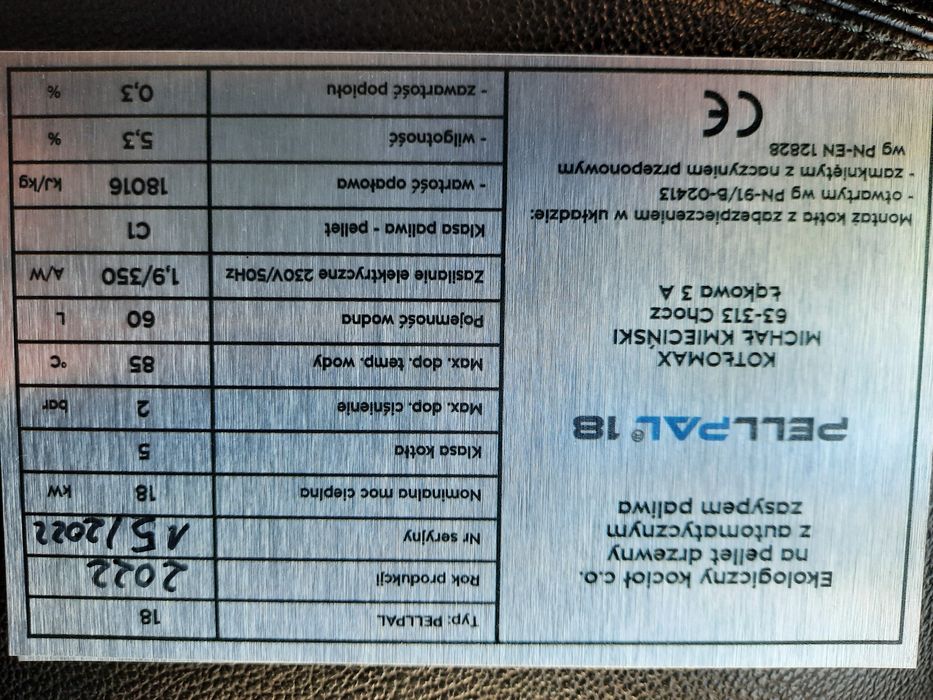 Ekologiczny kocioł c.o.
na pellet drzewny
z automatycznym
zasypem paliwa
PELLPAL® 18
KOTŁOMAX
MICHAŁ KMIECIŃSKI
63-313 Chocz
Łąkowa 3 A
Montaż kotła z zabezpieczeniem w układzie:
- otwartym wg PN-91/B-02413
- zamkniętym z naczyniem przeponowym
wg PN-EN 12828
CE
Typ: PELLPAL 18
Rok produkcji 2022
Nr seryjny 15/2022
Nominalna moc cieplna 18 kW
Klasa kotła 5
Max. dop. ciśnienie 2 bar
Max. dop. temp. wody 85 °C
Pojemność wodna 60 L
Zasilanie elektryczne 230V/50Hz 1,9/350 A/W
Klasa paliwa - pellet C1
- wartość opałowa 18016 kJ/kg
- wilgotność 5,3 %
- zawartość popiołu 0,3 %